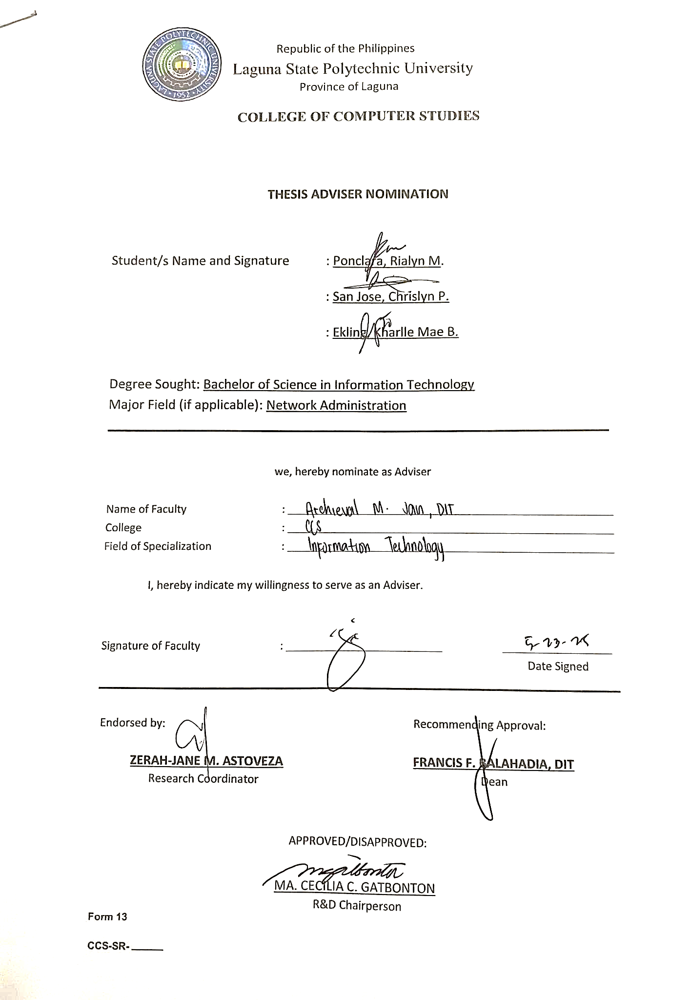 LAGUNA STATE POLYTECHNIC UNIVERSITY
1952
Republic of the Philippines
Laguna State Polytechnic University
Province of Laguna
COLLEGE OF COMPUTER STUDIES
THESIS ADVISER NOMINATION
Student/s Name and Signature : Ponclara, Rialyn M.
: San Jose, Chrislyn P.
: Ekling, Kharlle Mae B.
Degree Sought: Bachelor of Science in Information Technology
Major Field (if applicable): Network Administration
we, hereby nominate as Adviser
Name of Faculty : Archieval M. Jain, DIT
College : CCS
Field of Specialization : Information Technology
I, hereby indicate my willingness to serve as an Adviser.
Signature of Faculty : 5-23-25
Date Signed
Endorsed by: Recommending Approval:
ZERAH-JANE M. ASTOVEZA FRANCIS F. BALAHADIA, DIT
Research Coordinator Dean
APPROVED/DISAPPROVED:
MA. CECILIA C. GATBONTON
R&D Chairperson
Form 13
CCS-SR-